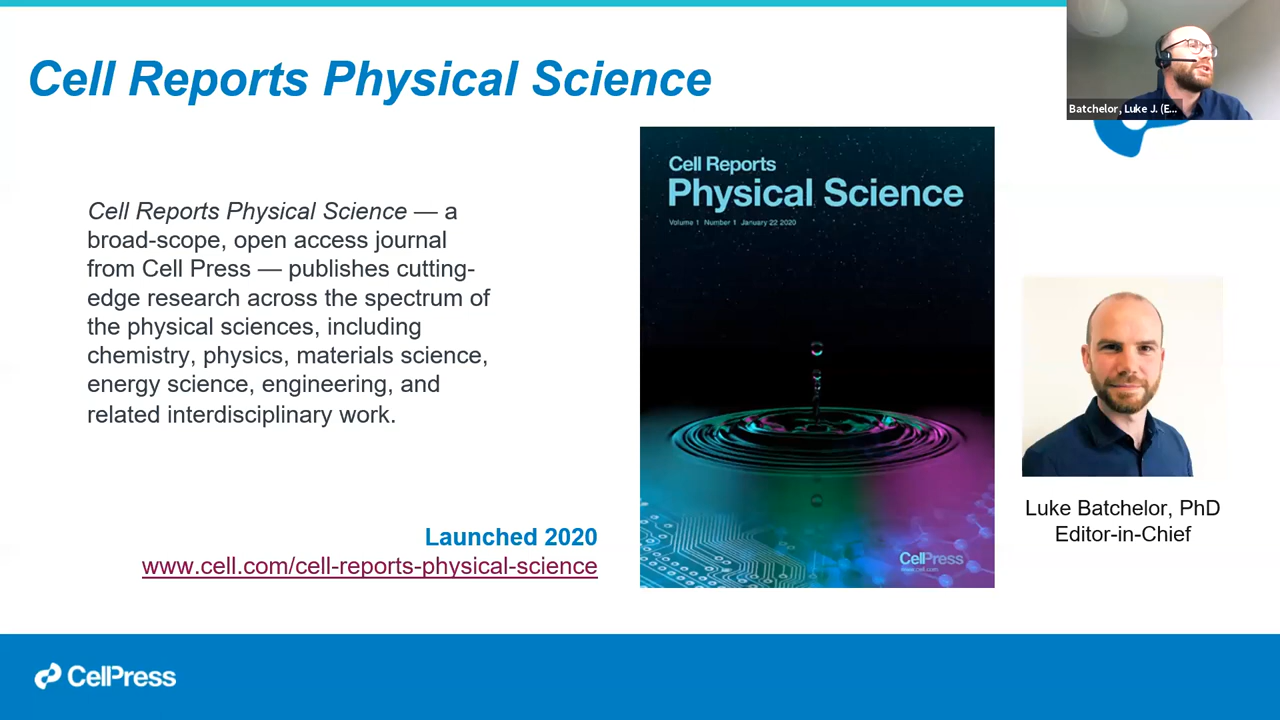 Cell Reports Physical Science
Batchelor, Luke J. (E...
Cell Reports Physical Science — a
broad-scope, open access journal
from Cell Press — publishes cutting-
edge research across the spectrum of
the physical sciences, including
chemistry, physics, materials science,
energy science, engineering, and
related interdisciplinary work.
Launched 2020
www.cell.com/cell-reports-physical-science
Cell Reports
Physical Science
Volume 1 Number 1 January 22 2020
CellPress
www.cell.com
Luke Batchelor, PhD
Editor-in-Chief
CellPress